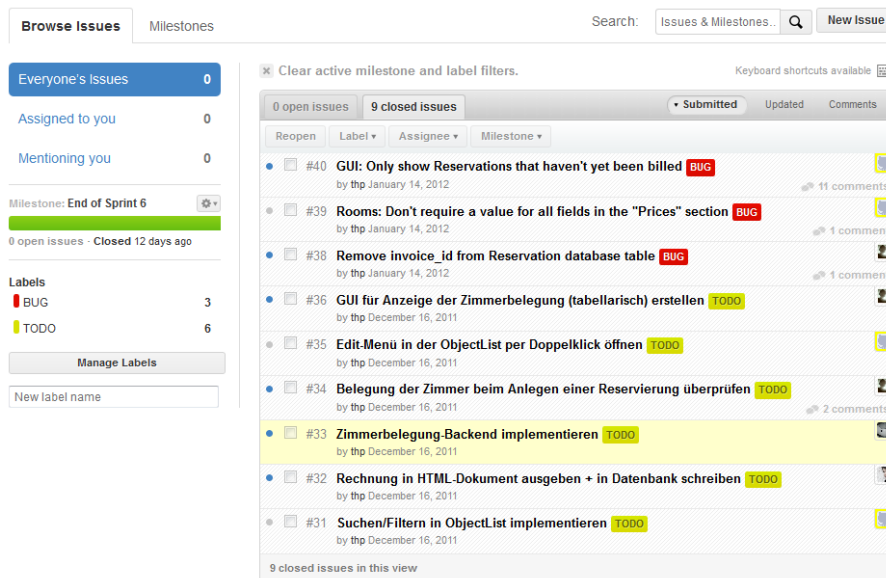 Browse Issues
Milestones
Search:
Issues & Milestones..
New Issue
Everyone's Issues 0
Assigned to you 0
Mentioning you 0
Milestone: End of Sprint 6
0 open issues · Closed 12 days ago
Labels
BUG 3
TODO 6
Manage Labels
New label name
Clear active milestone and label filters.
Keyboard shortcuts available
0 open issues
9 closed issues
Submitted
Updated
Comments
Reopen
Label
Assignee
Milestone
#40 GUI: Only show Reservations that haven't yet been billed BUG
by thp January 14, 2012
11 comments
#39 Rooms: Don't require a value for all fields in the "Prices" section BUG
by thp January 14, 2012
1 commen
#38 Remove invoice_id from Reservation database table BUG
by thp January 14, 2012
1 commen
#36 GUI für Anzeige der Zimmerbelegung (tabellarisch) erstellen TODO
by thp December 16, 2011
#35 Edit-Menü in der ObjectList per Doppelklick öffnen TODO
by thp December 16, 2011
#34 Belegung der Zimmer beim Anlegen einer Reservierung überprüfen TODO
by thp December 16, 2011
2 comments
#33 Zimmerbelegung-Backend implementieren TODO
by thp December 16, 2011
#32 Rechnung in HTML-Dokument ausgeben + in Datenbank schreiben TODO
by thp December 16, 2011
#31 Suchen/Filtern in ObjectList implementieren TODO
by thp December 16, 2011
9 closed issues in this view